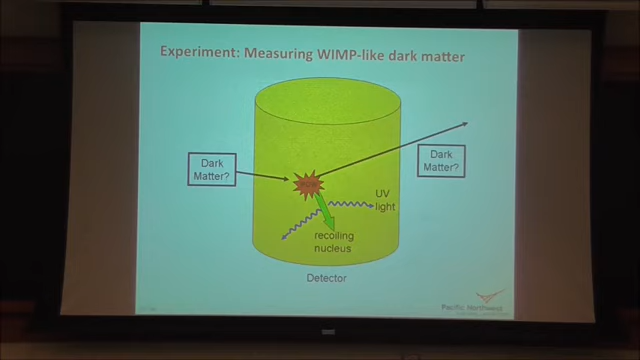 Experiment: Measuring WIMP-like dark matter
Dark
Matter?
Dark
Matter?
UV
light
recoiling
nucleus
Detector
Pacific Northwest